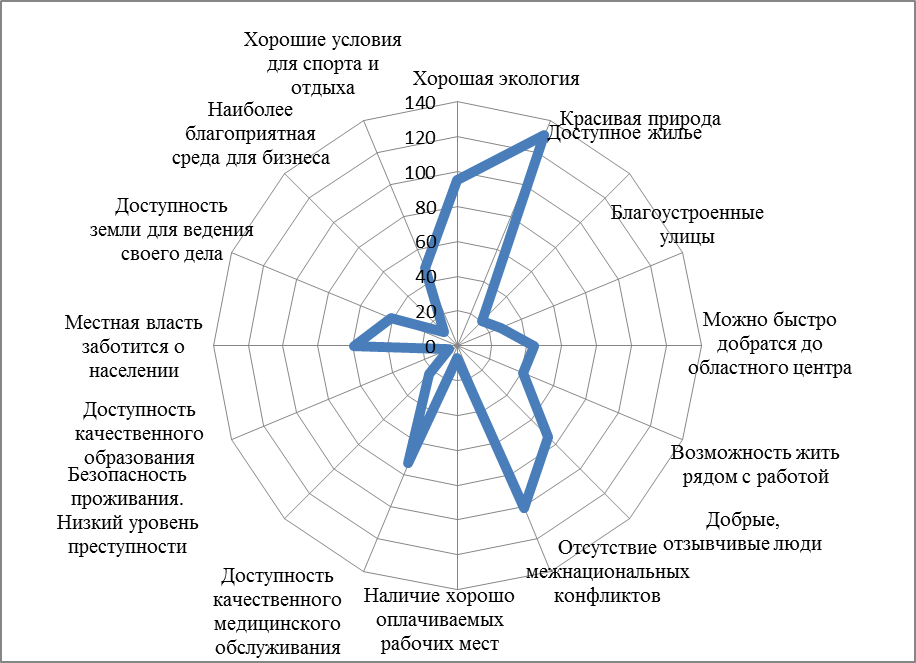 Хорошая экология
Красивая природа
Доступное жилье
Благоустроенные
улицы
Можно быстро
добратся до
областного центра
Возможность жить
рядом с работой
Добрые,
отзывчивые люди
Отсутствие
межнациональных
конфликтов
Наличие хорошо
оплачиваемых
рабочих мест
Доступность
качественного
медицинского
обслуживания
Безопасность
проживания.
Низкий уровень
преступности
Доступность
качественного
образования
Местная власть
заботится о
населении
Доступность
земли для ведения
своего дела
Наиболее
благоприятная
среда для бизнеса
Хорошие условия
для спорта и
отдыха
140
120
100
80
60
40
20
0